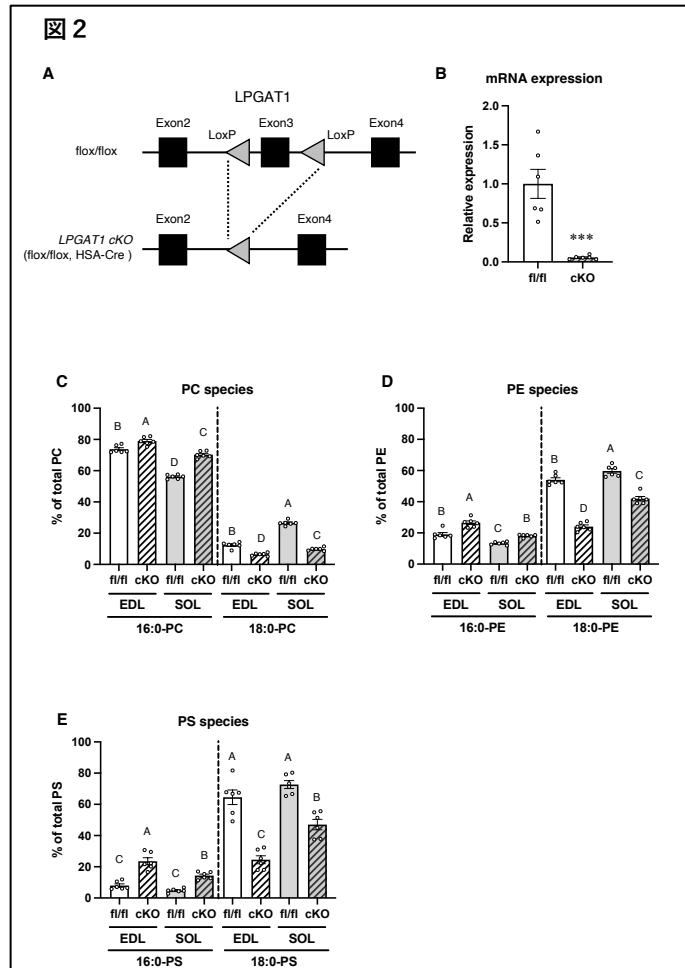 図2
A
LPGAT1
Exon2
LoxP
Exon3
LoxP
Exon4
flox/flox
Exon2
Exon4
LPGAT1 cKO
(flox/flox, HSA-Cre )
B
mRNA expression
Relative expression
2.0
1.5
1.0
0.5
0.0
***
fl/fl cKO
C
PC species
% of total PC
100
80
60
40
20
0
B A D C B D A C
fl/fl cKO fl/fl cKO fl/fl cKO fl/fl cKO
EDL SOL EDL SOL
16:0-PC 18:0-PC
D
PE species
% of total PE
100
80
60
40
20
0
B A C B B D A C
fl/fl cKO fl/fl cKO fl/fl cKO fl/fl cKO
EDL SOL EDL SOL
16:0-PE 18:0-PE
E
PS species
% of total PS
100
80
60
40
20
0
C A C B A C A B
fl/fl cKO fl/fl cKO fl/fl cKO fl/fl cKO
EDL SOL EDL SOL
16:0-PS 18:0-PS